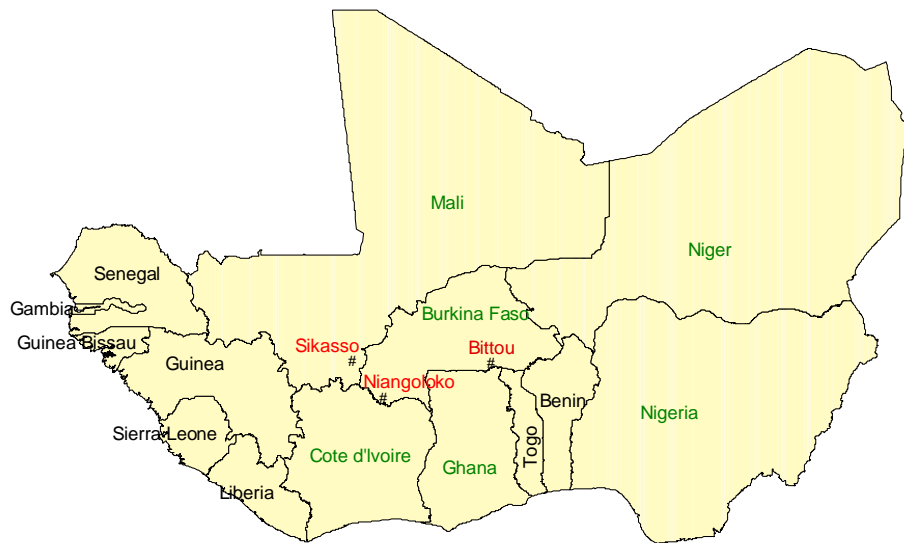 Mali
Niger
Senegal
Gambia
Burkina Faso
Guinea Bissau
Sikasso
#
Bittou
#
Guinea
Niangoloko
#
Benin
Nigeria
Sierra Leone
Togo
Cote d'Ivoire
Ghana
Liberia